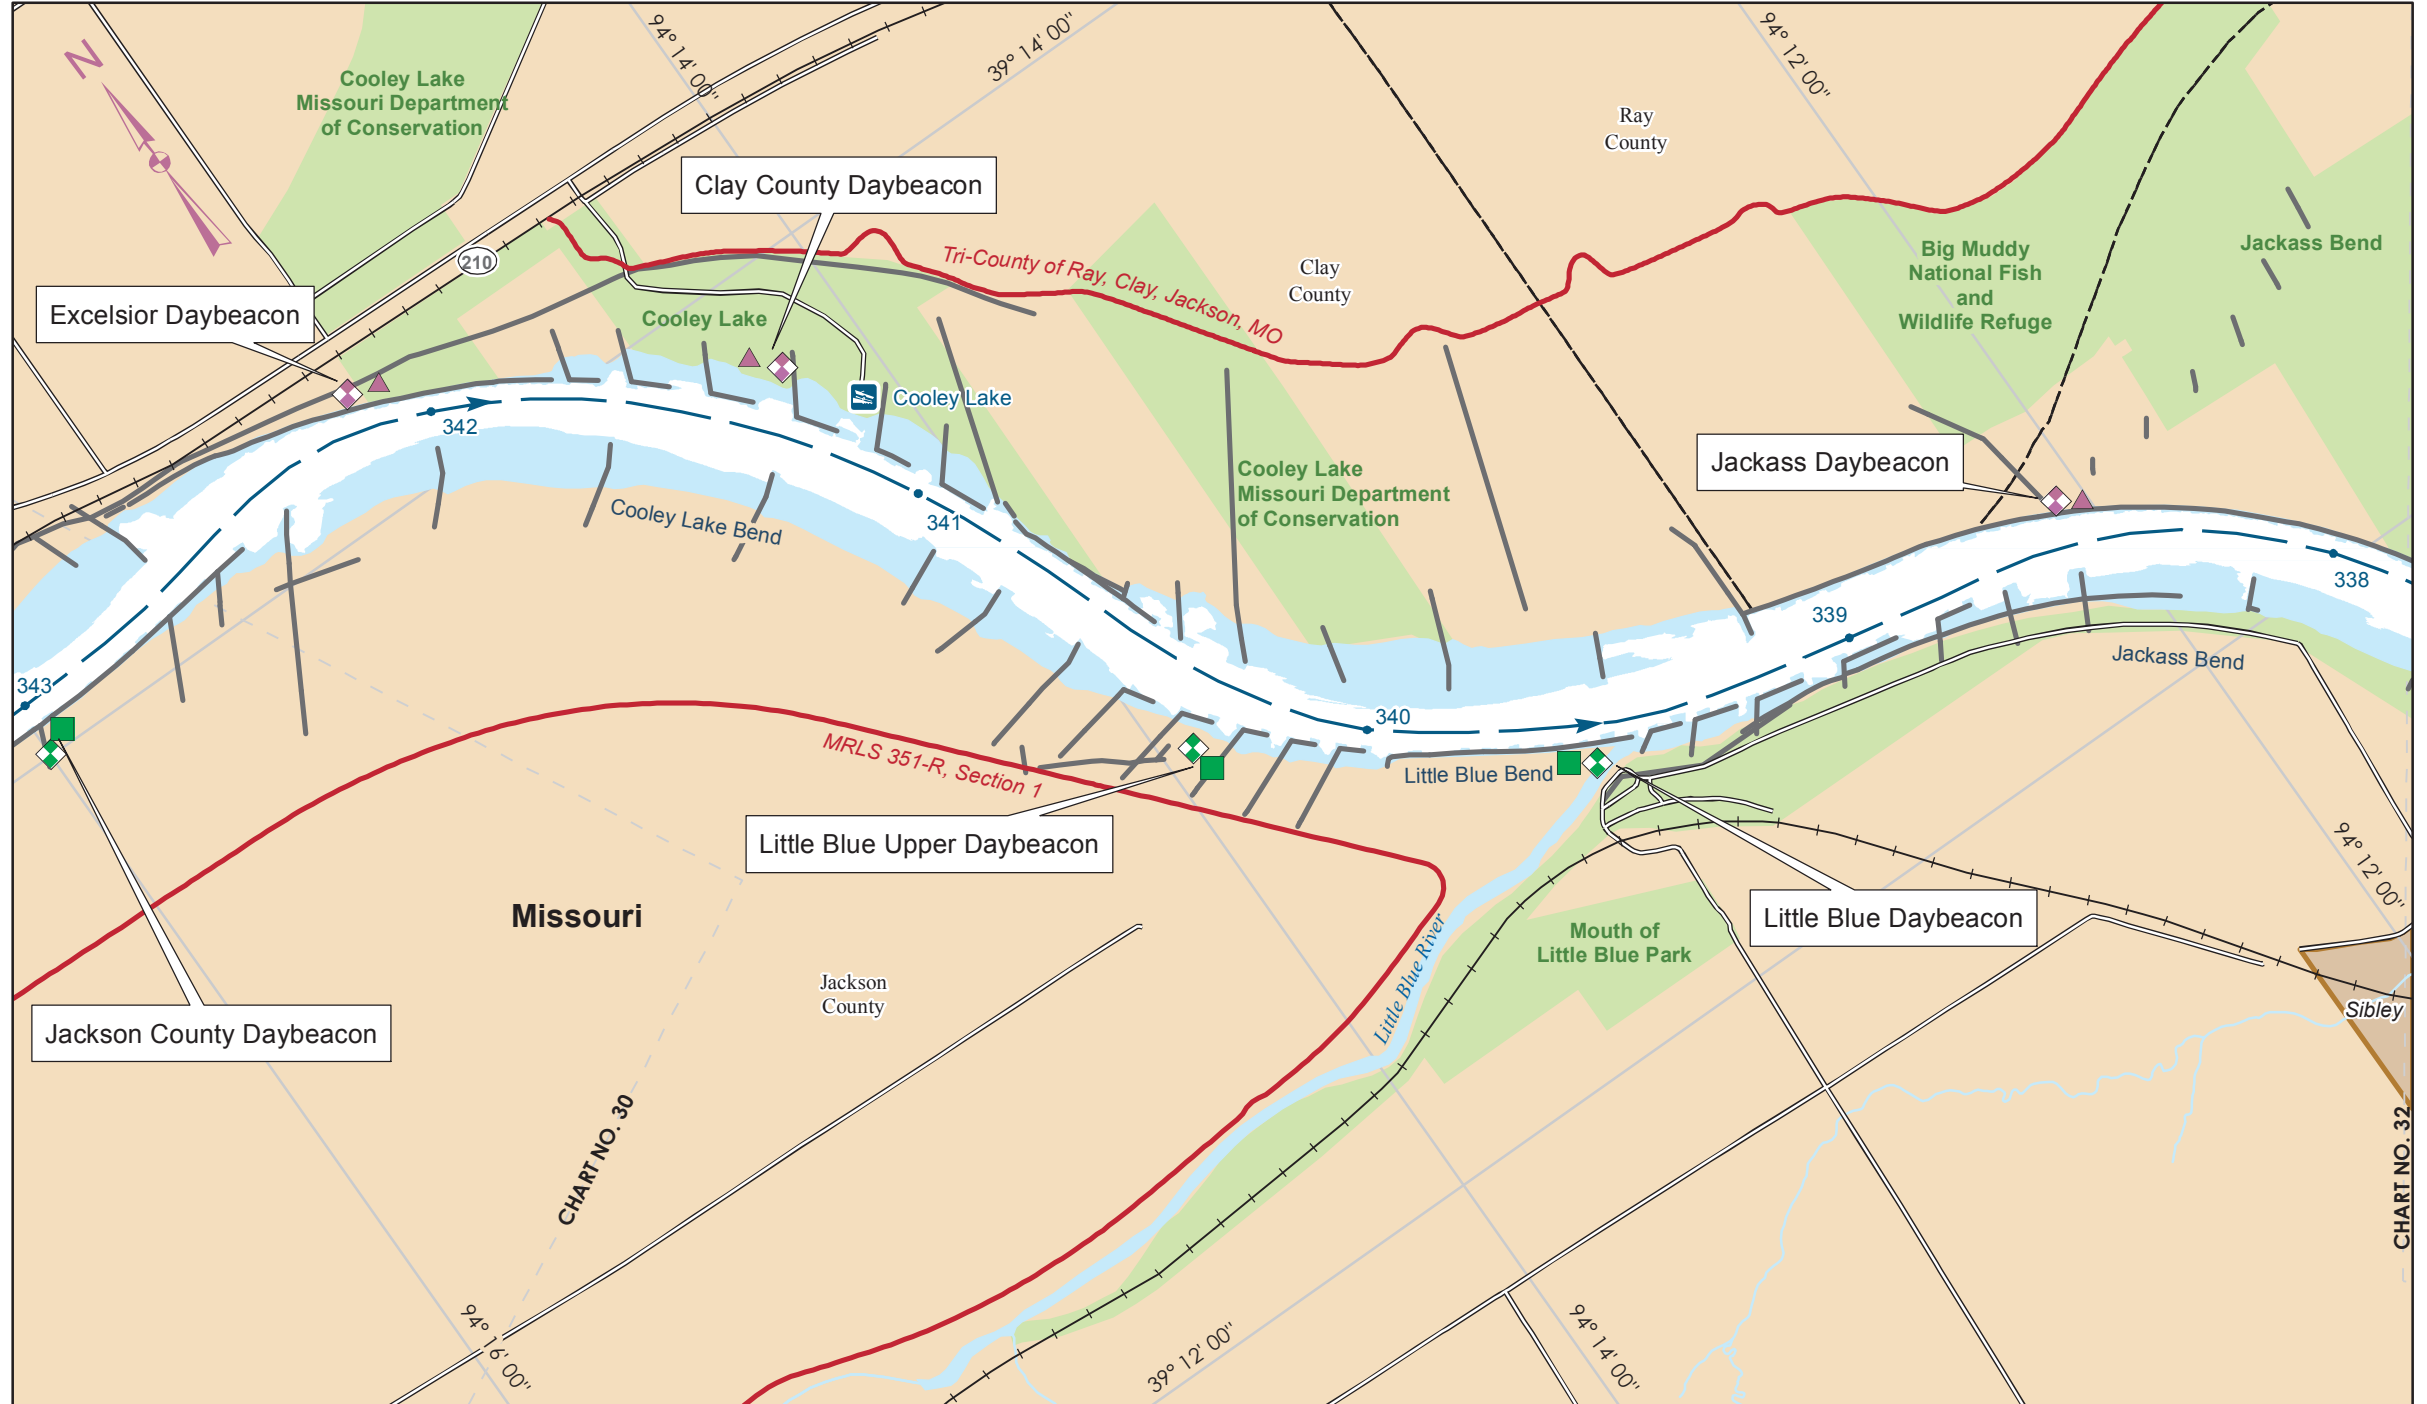 N
94° 14' 00"
39° 14' 00"
94° 12' 00"
Cooley Lake
Missouri Department
of Conservation
Ray
County
Clay County Daybeacon
210
Tri-County of Ray, Clay, Jackson, MO
Clay
County
Big Muddy
National Fish
and
Wildlife Refuge
Jackass Bend
Excelsior Daybeacon
Cooley Lake
Cooley Lake
342
Jackass Daybeacon
Cooley Lake
Missouri Department
of Conservation
Cooley Lake Bend
341
338
339
Jackass Bend
343
340
MRLS 351-R, Section 1
Little Blue Bend
Little Blue Upper Daybeacon
94° 12' 00"
Missouri
Little Blue Daybeacon
Mouth of
Little Blue Park
Little Blue River
Jackson
County
Sibley
Jackson County Daybeacon
CHART NO. 30
CHART NO. 32
94° 16' 00"
39° 12' 00"
94° 14' 00"